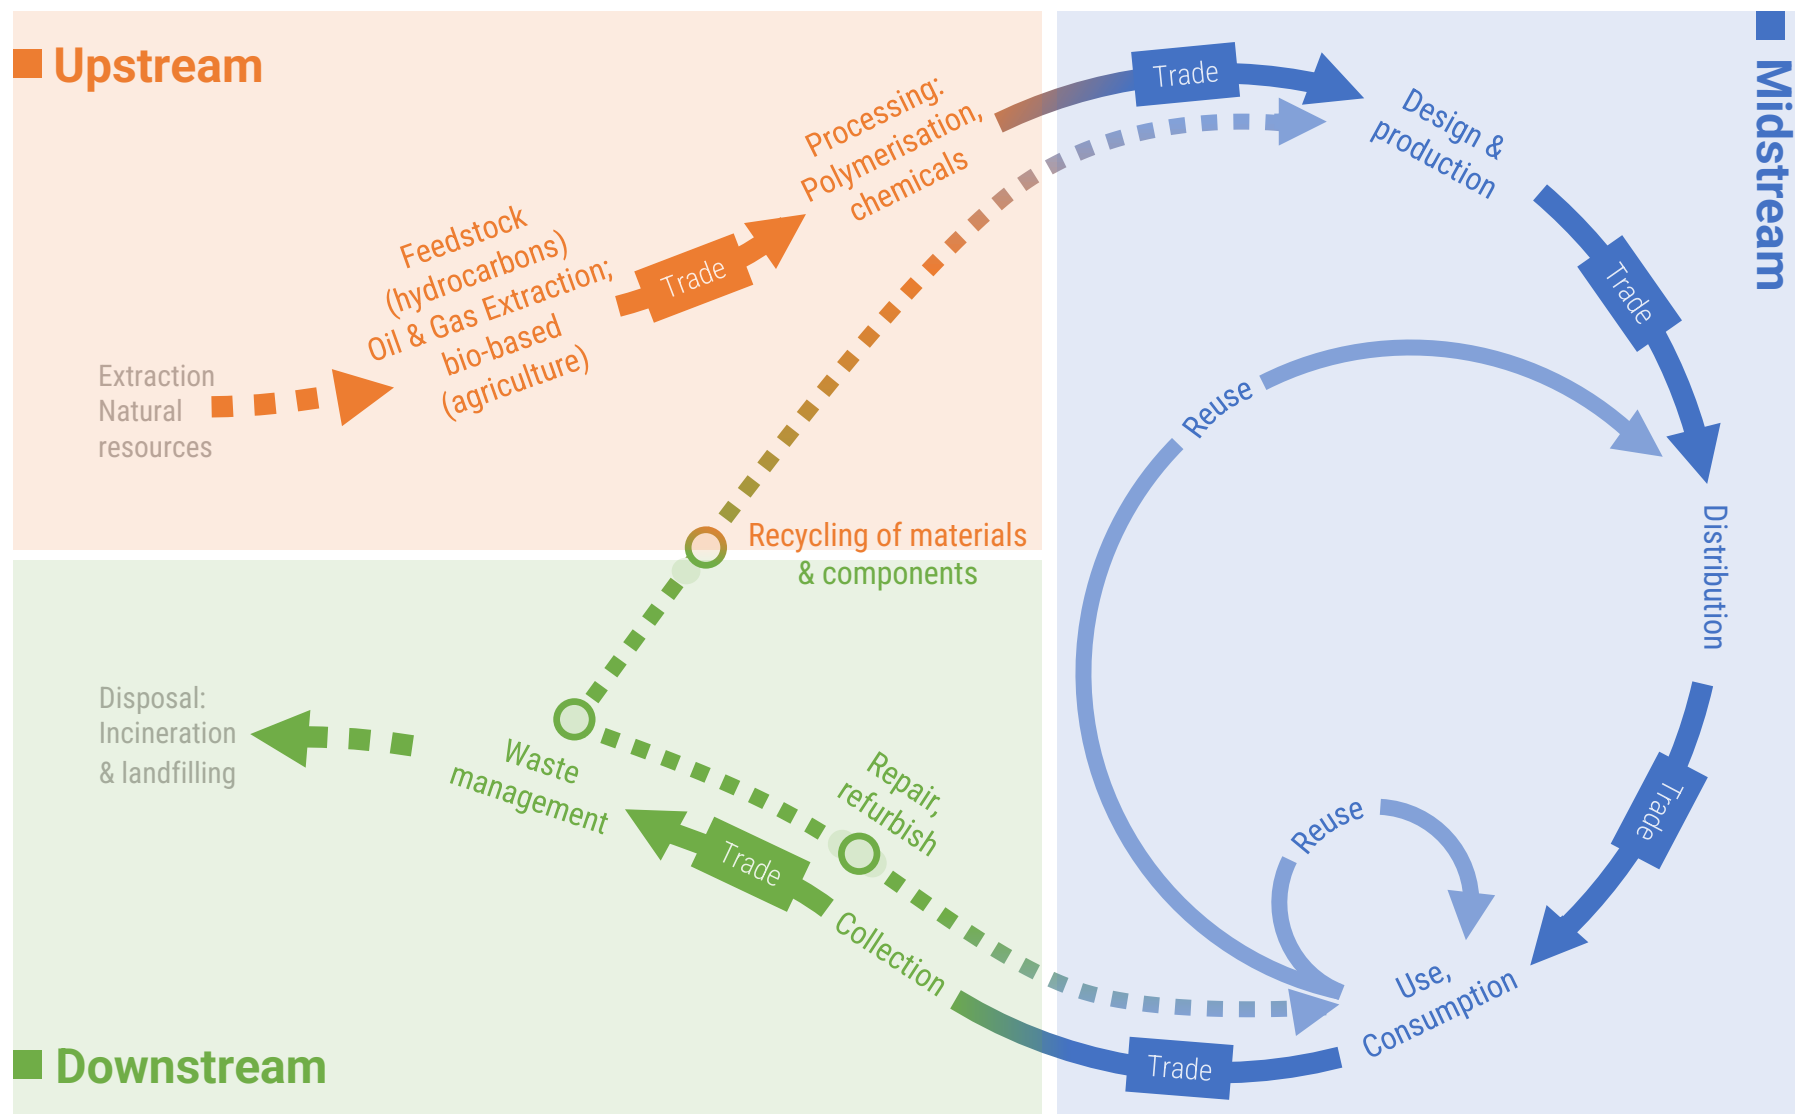 Upstream
Extraction
Natural
resources
Feedstock
(hydrocarbons)
Oil & Gas Extraction;
bio-based
(agriculture)
Trade
Processing:
Polymerisation,
chemicals
Trade
Midstream
Design &
production
Trade
Distribution
Reuse
Trade
Reuse
Use,
Consumption
Trade
Recycling of materials
& components
Disposal:
Incineration
& landfilling
Waste
management
Trade
Repair,
refurbish
Collection
Downstream